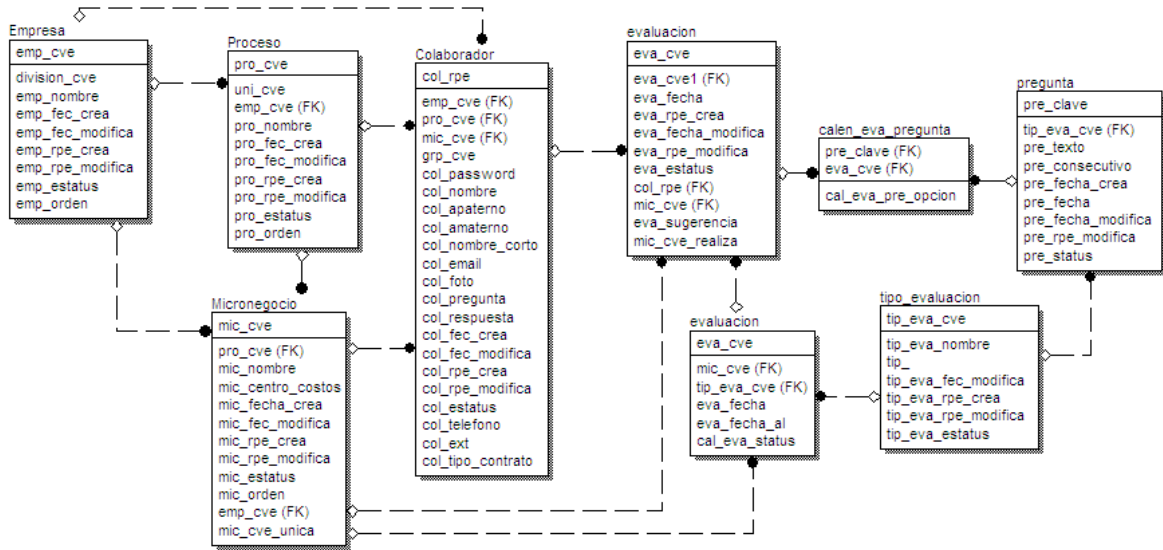 Empresa
emp_cve
division_cve
emp_nombre
emp_fec_crea
emp_fec_modifica
emp_rpe_crea
emp_rpe_modifica
emp_estatus
emp_orden
Proceso
pro_cve
uni_cve
emp_cve (FK)
pro_nombre
pro_fec_crea
pro_fec_modifica
pro_rpe_crea
pro_rpe_modifica
pro_estatus
pro_orden
Micronegocio
mic_cve
pro_cve (FK)
mic_nombre
mic_centro_costos
mic_fecha_crea
mic_fec_modifica
mic_rpe_crea
mic_rpe_modifica
mic_estatus
mic_orden
emp_cve (FK)
mic_cve_unica
Colaborador
col_rpe
emp_cve (FK)
pro_cve (FK)
mic_cve (FK)
grp_cve
col_password
col_nombre
col_apaterno
col_amaterno
col_nombre_corto
col_email
col_foto
col_pregunta
col_respuesta
col_fec_crea
col_fec_modifica
col_rpe_crea
col_rpe_modifica
col_estatus
col_telefono
col_ext
col_tipo_contrato
evaluacion
eva_cve
eva_cve1 (FK)
eva_fecha
eva_rpe_crea
eva_fecha_modifica
eva_rpe_modifica
eva_estatus
col_rpe (FK)
mic_cve (FK)
eva_sugerencia
mic_cve_realiza
evaluacion
eva_cve
mic_cve (FK)
tip_eva_cve (FK)
eva_fecha
eva_fecha_al
cal_eva_status
calen_eva_pregunta
pre_clave (FK)
eva_cve (FK)
cal_eva_pre_opcion
tipo_evaluacion
tip_eva_cve
tip_eva_nombre
tip_
tip_eva_fec_modifica
tip_eva_rpe_crea
tip_eva_rpe_modifica
tip_eva_estatus
pregunta
pre_clave
tip_eva_cve (FK)
pre_texto
pre_consecutivo
pre_fecha_crea
pre_fecha
pre_fecha_modifica
pre_rpe_modifica
pre_status